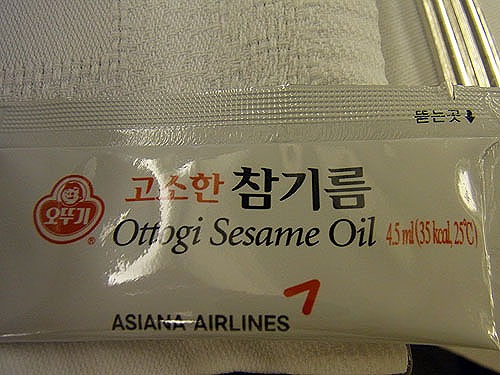 뜯는곳
오뚜기
고소한 참기름
Ottogi Sesame Oil 4.5 ml (35 kcal, 25℃)
ASIANA AIRLINES